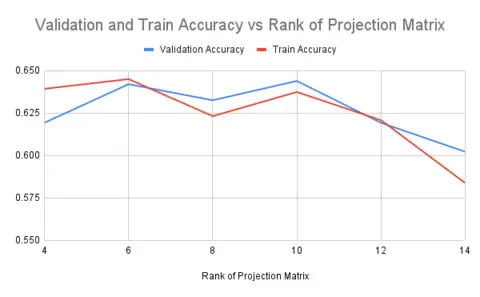 Validation and Train Accuracy vs Rank of Projection Matrix
Validation Accuracy Train Accuracy
0.650
0.625
0.600
0.575
0.550
4 6 8 10 12 14
Rank of Projection Matrix